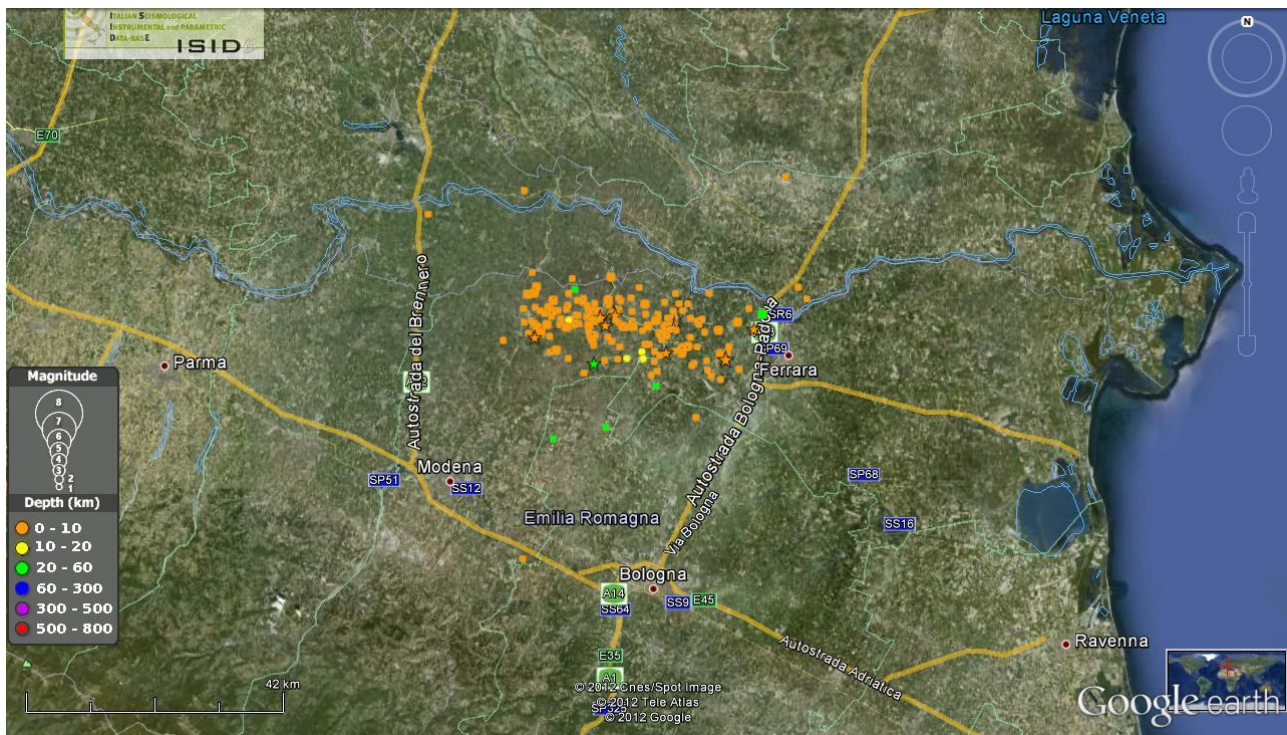 ITALIAN SEISMOLOGICAL
INSTRUMENTAL and PARAMETRIC
DATA-BASE ISIDe
Laguna Veneta
N
E70
Autostrada del Brennero
Autostrada Bologna-Padova
SR6
SP69
Ferrara
Parma
Magnitude
8
7
6
5
4
3
2
1
Depth (km)
0 - 10
10 - 20
20 - 60
60 - 300
300 - 500
500 - 800
Modena
SP51
SS12
SP68
SS16
Emilia Romagna
Via Bologna
Bologna
A14
SS64
SS9
E45
Autostrada Adriatica
Ravenna
E35
A1
42 km
© 2012 Cnes/Spot Image
© 2012 Tele Atlas
© 2012 Google
Google earth